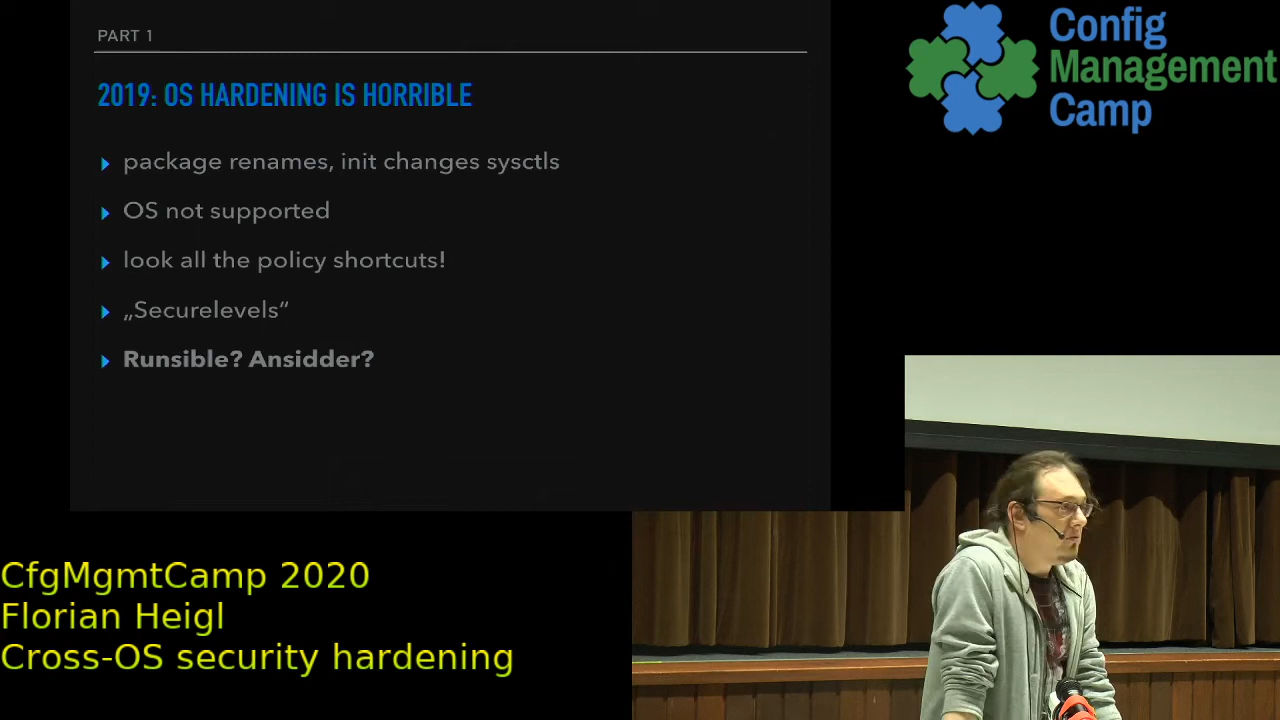 PART 1
2019: OS HARDENING IS HORRIBLE
package renames, init changes sysctls
OS not supported
look all the policy shortcuts!
„Securelevels“
Runsible? Ansidder?
Config
Management
Camp
CfgMgmtCamp 2020
Florian Heigl
Cross-OS security hardening